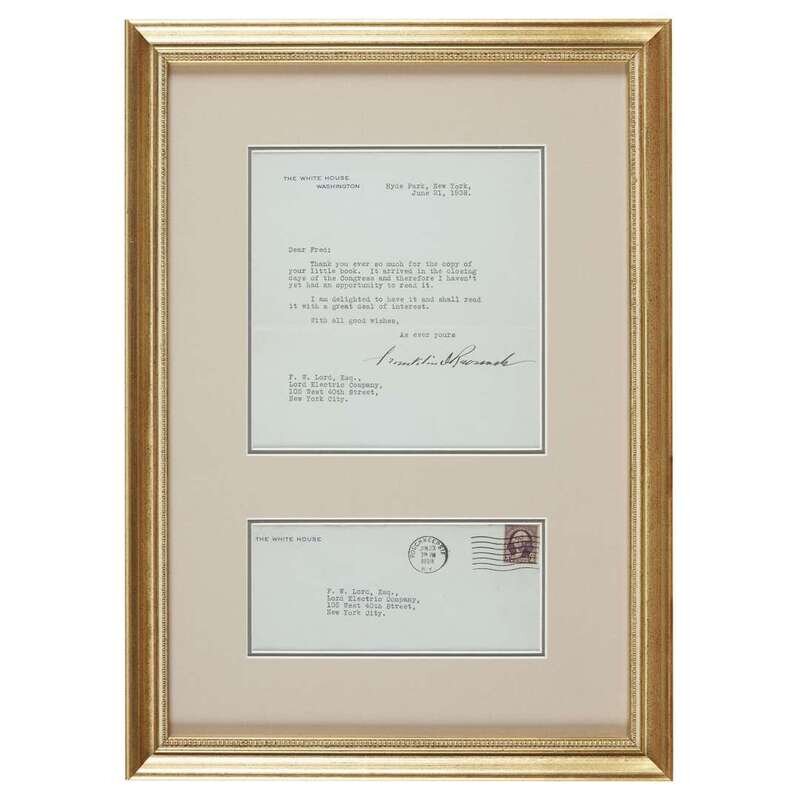 THE WHITE HOUSE
WASHINGTON
Hyde Park, New York,
June 21, 1938.
Dear Fred:
Thank you ever so much for the copy of
your little book. It arrived in the closing
days of the Congress and therefore I haven't
yet had an opportunity to read it.
I am delighted to have it and shall read
it with a great deal of interest.
With all good wishes,
As ever yours
Franklin D Roosevelt
F. W. Lord, Esq.,
Lord Electric Company,
105 West 40th Street,
New York City.
THE WHITE HOUSE
POUGHKEEPSIE
1938
N.Y.
F. W. Lord, Esq.,
Lord Electric Company,
105 West 40th Street,
New York City.